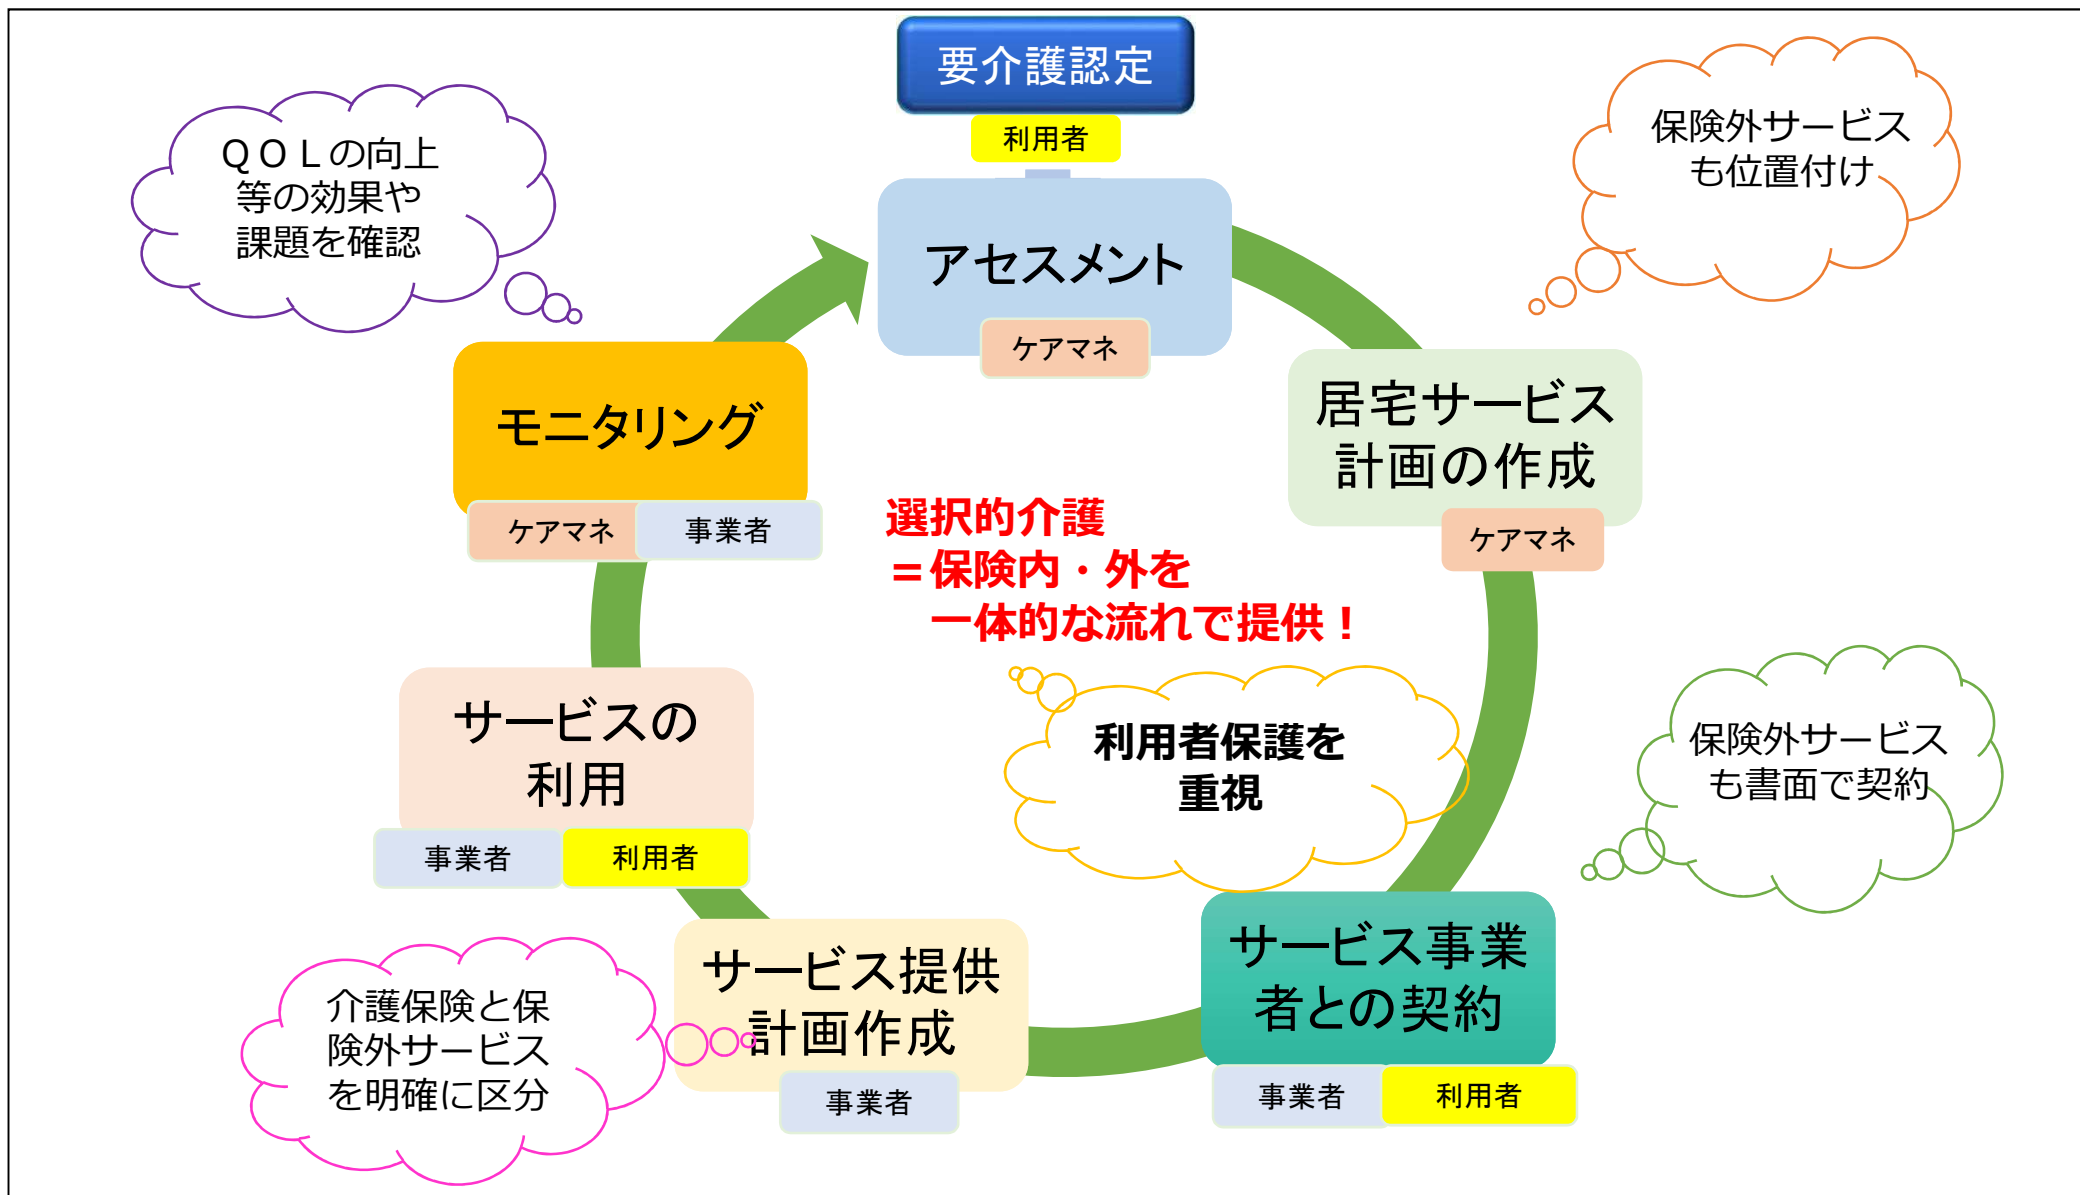 要介護認定
利用者
アセスメント
ケアマネ
保険外サービス
も位置付け
居宅サービス
計画の作成
ケアマネ
保険外サービス
も書面で契約
サービス事業
者との契約
事業者
利用者
サービス提供
計画作成
事業者
介護保険と保
険外サービス
を明確に区分
サービスの
利用
事業者
利用者
モニタリング
ケアマネ
事業者
ＱＯＬの向上
等の効果や
課題を確認
選択的介護
＝保険内・外を
一体的な流れで提供！
利用者保護を
重視